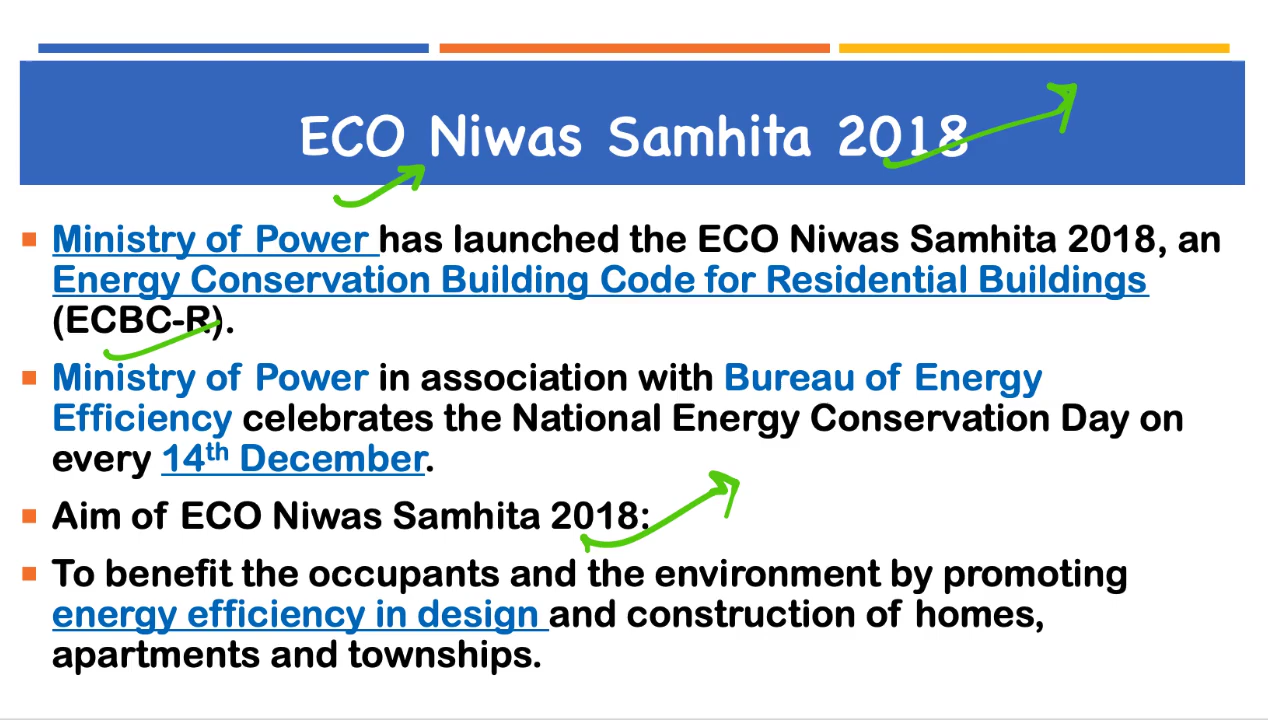 ECO Niwas Samhita 2018
Ministry of Power has launched the ECO Niwas Samhita 2018, an
Energy Conservation Building Code for Residential Buildings
(ECBC-R).
Ministry of Power in association with Bureau of Energy
Efficiency celebrates the National Energy Conservation Day on
every 14th December.
Aim of ECO Niwas Samhita 2018:
To benefit the occupants and the environment by promoting
energy efficiency in design and construction of homes,
apartments and townships.